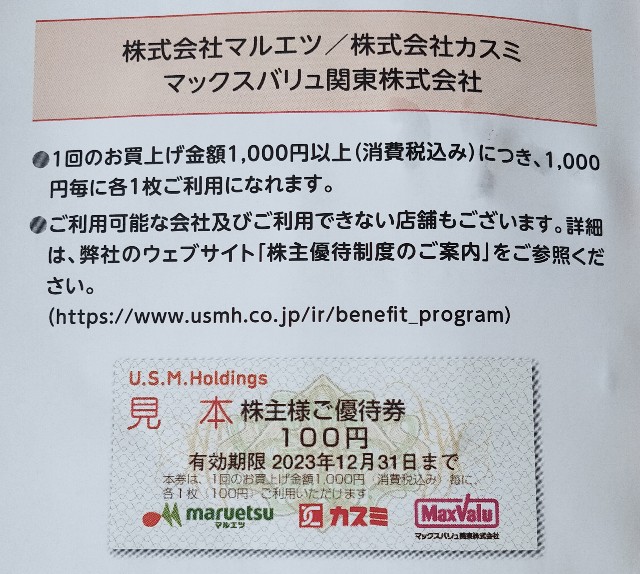 株式会社マルエツ／株式会社カスミ
マックスバリュ関東株式会社
●1回のお買上げ金額1,000円以上(消費税込み)につき、1,000
円毎に各1枚ご利用になれます。
●ご利用可能な会社及びご利用できない店舗もございます。詳細
は、弊社のウェブサイト「株主優待制度のご案内」をご参照くだ
さい。
(https://www.usmh.co.jp/ir/benefit_program)
U.S.M.Holdings
見本 株主様ご優待券
100円
有効期限 2023年12月31日まで
本券は、1回のお買上げ金額1,000円（消費税込み）毎に、
各1枚（100円）ご利用いただけます
maruetsu カスミ MaxValu
マルエツ マックスバリュ関東株式会社